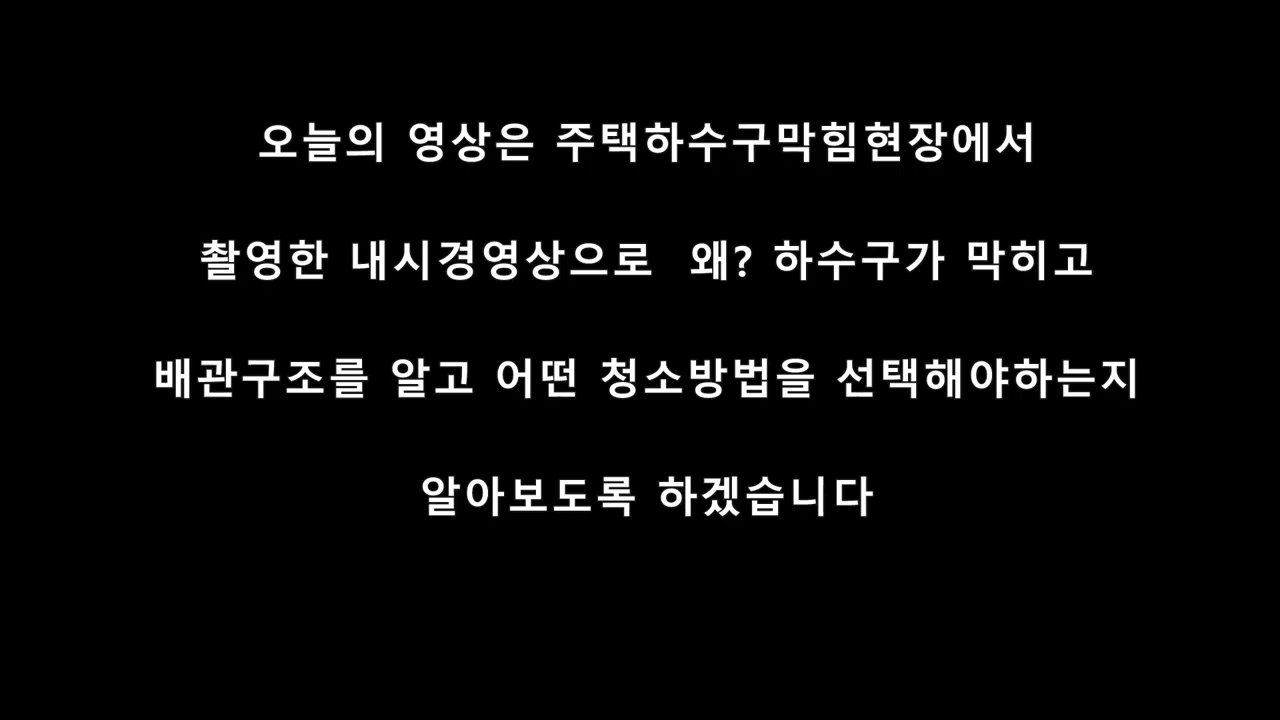 오늘의 영상은 주택하수구막힘현장에서
촬영한 내시경영상으로  왜? 하수구가 막히고
배관구조를 알고 어떤 청소방법을 선택해야하는지
알아보도록 하겠습니다